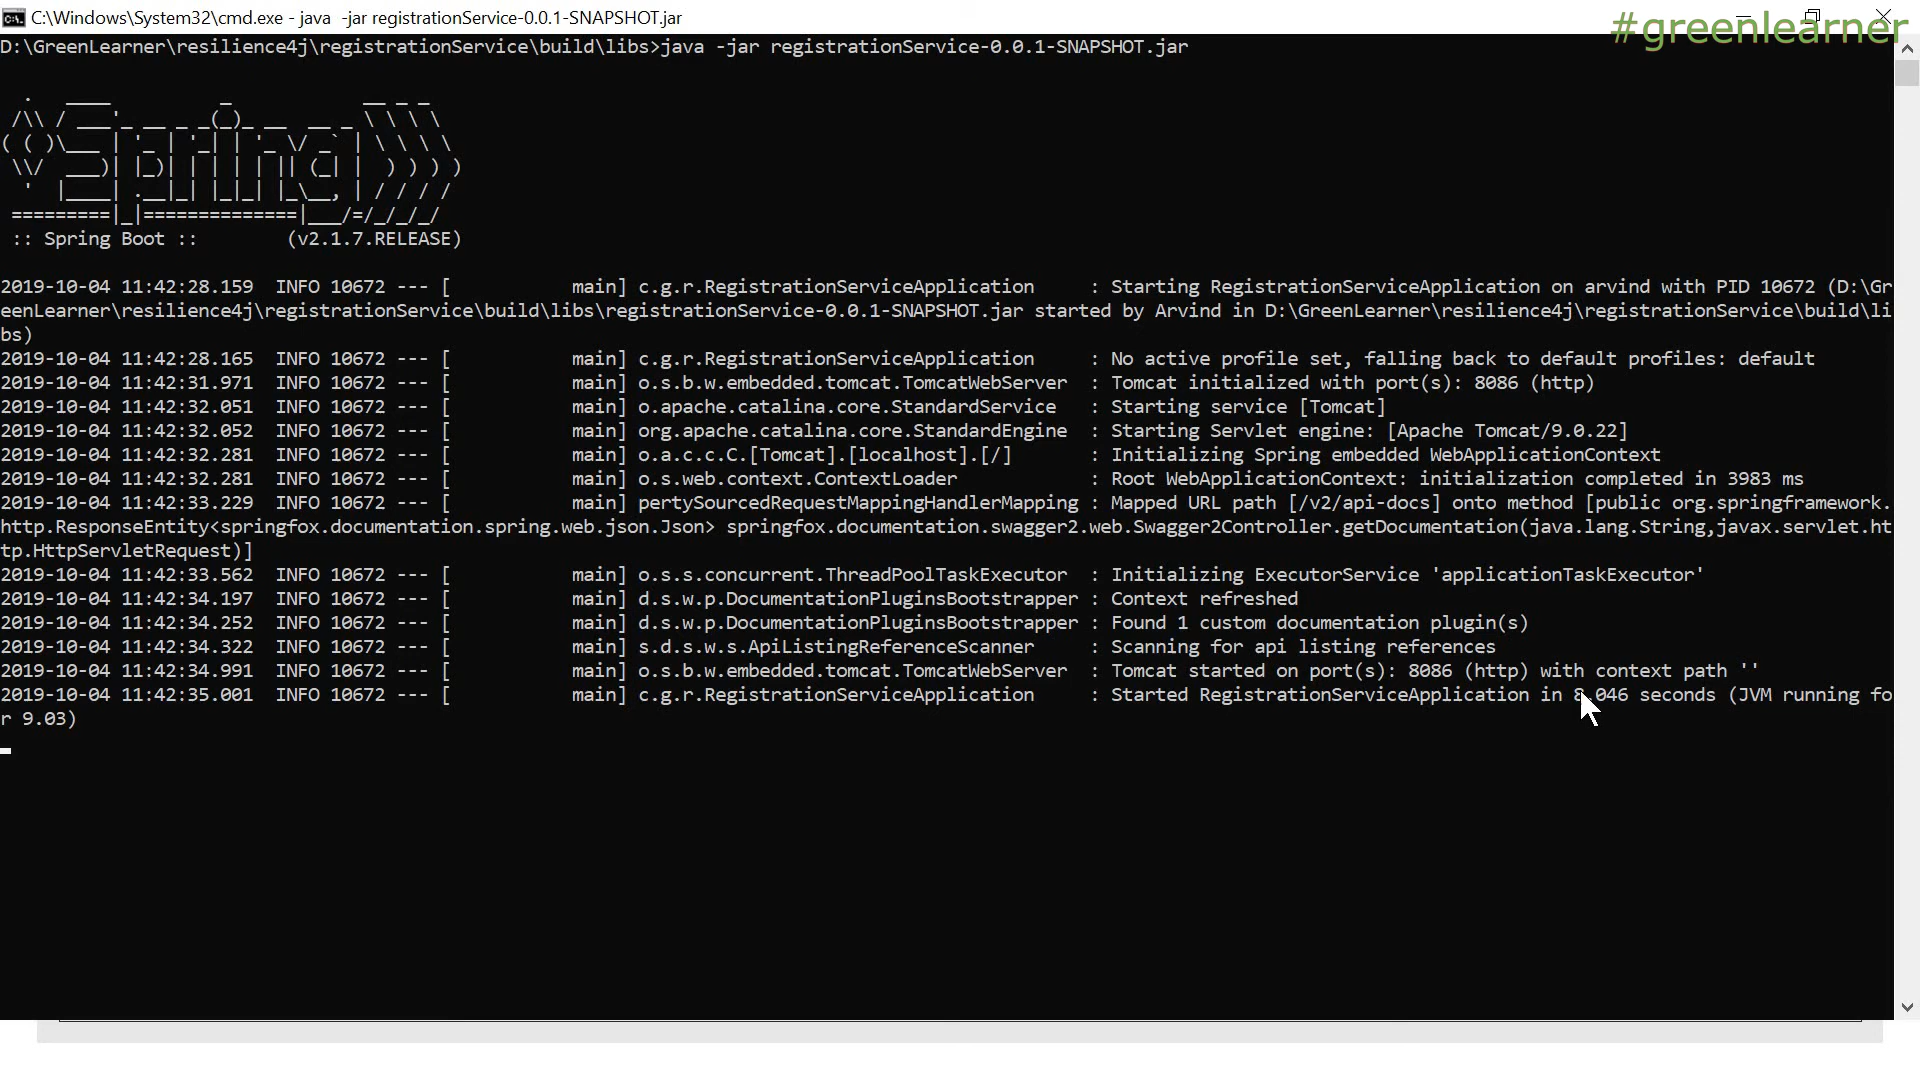 C:\Windows\System32\cmd.exe - java  -jar registrationService-0.0.1-SNAPSHOT.jar
#greenlearner
D:\GreenLearner\resilience4j\registrationService\build\libs>java -jar registrationService-0.0.1-SNAPSHOT.jar
  .   ____          _            __ _ _
 /\\ / ___'_ __ _ _(_)_ __  __ _ \ \ \ \
( ( )\___ | '_ | '_| | '_ \/ _` | \ \ \ \
 \\/  ___)| |_)| | | | | || (_| |  ) ) ) )
  '  |____| .__|_| |_|_| |_\__, | / / / /
 =========|_|==============|___/=/_/_/_/
 :: Spring Boot ::        (v2.1.7.RELEASE)
2019-10-04 11:42:28.159  INFO 10672 --- [           main] c.g.r.RegistrationServiceApplication     : Starting RegistrationServiceApplication on arvind with PID 10672 (D:\Gr
eenLearner\resilience4j\registrationService\build\libs\registrationService-0.0.1-SNAPSHOT.jar started by Arvind in D:\GreenLearner\resilience4j\registrationService\build\li
bs)
2019-10-04 11:42:28.165  INFO 10672 --- [           main] c.g.r.RegistrationServiceApplication     : No active profile set, falling back to default profiles: default
2019-10-04 11:42:31.971  INFO 10672 --- [           main] o.s.b.w.embedded.tomcat.TomcatWebServer  : Tomcat initialized with port(s): 8086 (http)
2019-10-04 11:42:32.051  INFO 10672 --- [           main] o.apache.catalina.core.StandardService   : Starting service [Tomcat]
2019-10-04 11:42:32.052  INFO 10672 --- [           main] org.apache.catalina.core.StandardEngine  : Starting Servlet engine: [Apache Tomcat/9.0.22]
2019-10-04 11:42:32.281  INFO 10672 --- [           main] o.a.c.c.C.[Tomcat].[localhost].[/]       : Initializing Spring embedded WebApplicationContext
2019-10-04 11:42:32.281  INFO 10672 --- [           main] o.s.web.context.ContextLoader            : Root WebApplicationContext: initialization completed in 3983 ms
2019-10-04 11:42:33.229  INFO 10672 --- [           main] pertySourcedRequestMappingHandlerMapping : Mapped URL path [/v2/api-docs] onto method [public org.springframework.
http.ResponseEntity<springfox.documentation.spring.web.json.Json> springfox.documentation.swagger2.web.Swagger2Controller.getDocumentation(java.lang.String,javax.servlet.ht
tp.HttpServletRequest)]
2019-10-04 11:42:33.562  INFO 10672 --- [           main] o.s.s.concurrent.ThreadPoolTaskExecutor  : Initializing ExecutorService 'applicationTaskExecutor'
2019-10-04 11:42:34.197  INFO 10672 --- [           main] d.s.w.p.DocumentationPluginsBootstrapper : Context refreshed
2019-10-04 11:42:34.252  INFO 10672 --- [           main] d.s.w.p.DocumentationPluginsBootstrapper : Found 1 custom documentation plugin(s)
2019-10-04 11:42:34.322  INFO 10672 --- [           main] s.d.s.w.s.ApiListingReferenceScanner     : Scanning for api listing references
2019-10-04 11:42:34.991  INFO 10672 --- [           main] o.s.b.w.embedded.tomcat.TomcatWebServer  : Tomcat started on port(s): 8086 (http) with context path ''
2019-10-04 11:42:35.001  INFO 10672 --- [           main] c.g.r.RegistrationServiceApplication     : Started RegistrationServiceApplication in 8.046 seconds (JVM running fo
r 9.03)